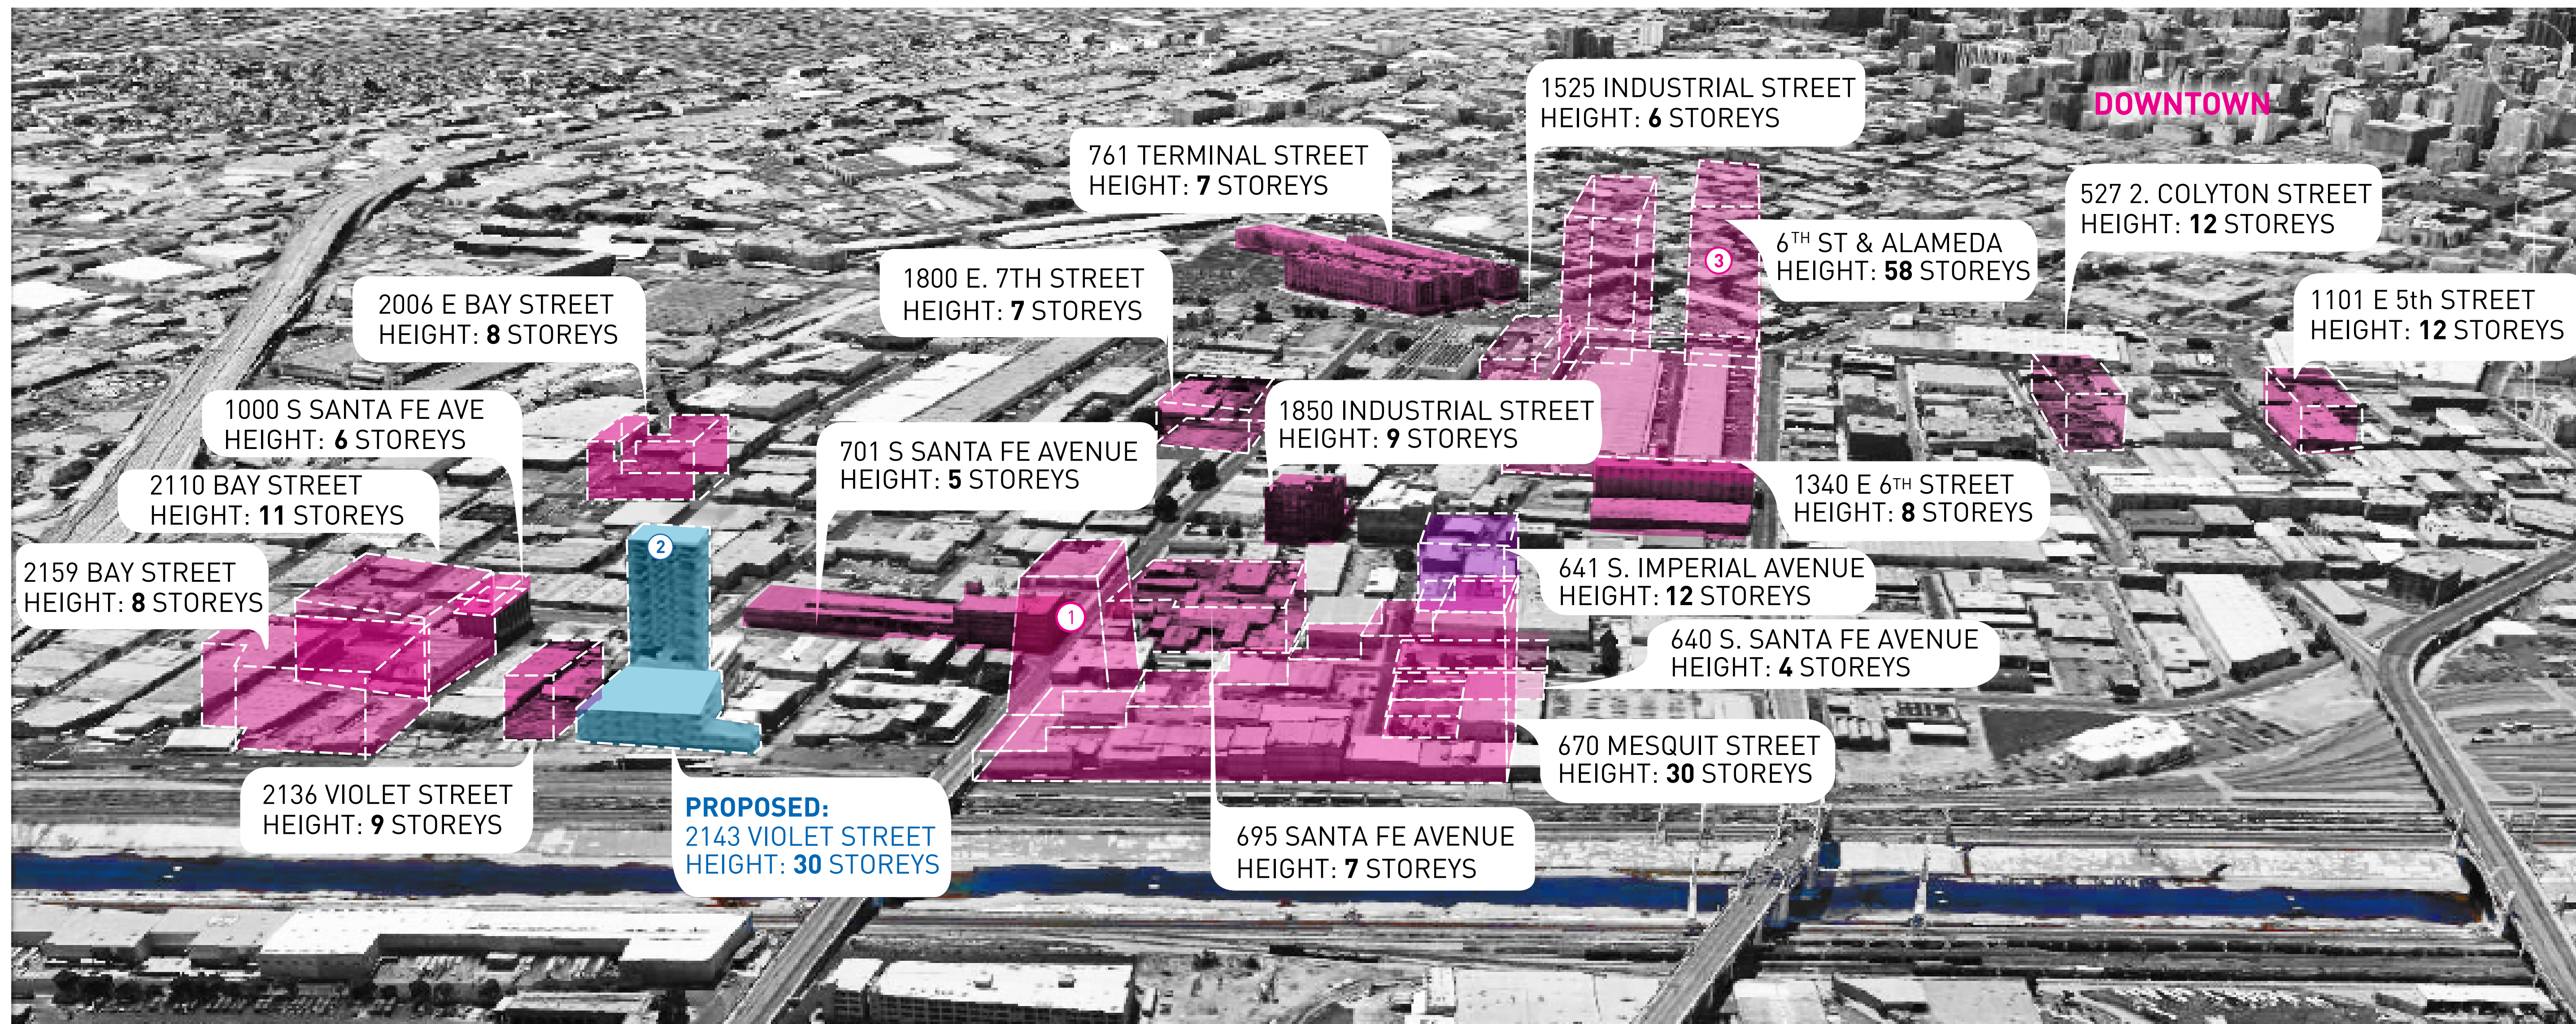 DOWNTOWN
1525 INDUSTRIAL STREET
HEIGHT: 6 STOREYS
761 TERMINAL STREET
HEIGHT: 7 STOREYS
527 2. COLYTON STREET
HEIGHT: 12 STOREYS
6TH ST & ALAMEDA
HEIGHT: 58 STOREYS
3
1800 E. 7TH STREET
HEIGHT: 7 STOREYS
1101 E 5th STREET
HEIGHT: 12 STOREYS
2006 E BAY STREET
HEIGHT: 8 STOREYS
1000 S SANTA FE AVE
HEIGHT: 6 STOREYS
1850 INDUSTRIAL STREET
HEIGHT: 9 STOREYS
701 S SANTA FE AVENUE
HEIGHT: 5 STOREYS
2110 BAY STREET
HEIGHT: 11 STOREYS
1340 E 6TH STREET
HEIGHT: 8 STOREYS
2
2159 BAY STREET
HEIGHT: 8 STOREYS
641 S. IMPERIAL AVENUE
HEIGHT: 12 STOREYS
1
640 S. SANTA FE AVENUE
HEIGHT: 4 STOREYS
670 MESQUIT STREET
HEIGHT: 30 STOREYS
2136 VIOLET STREET
HEIGHT: 9 STOREYS
PROPOSED:
2143 VIOLET STREET
HEIGHT: 30 STOREYS
695 SANTA FE AVENUE
HEIGHT: 7 STOREYS